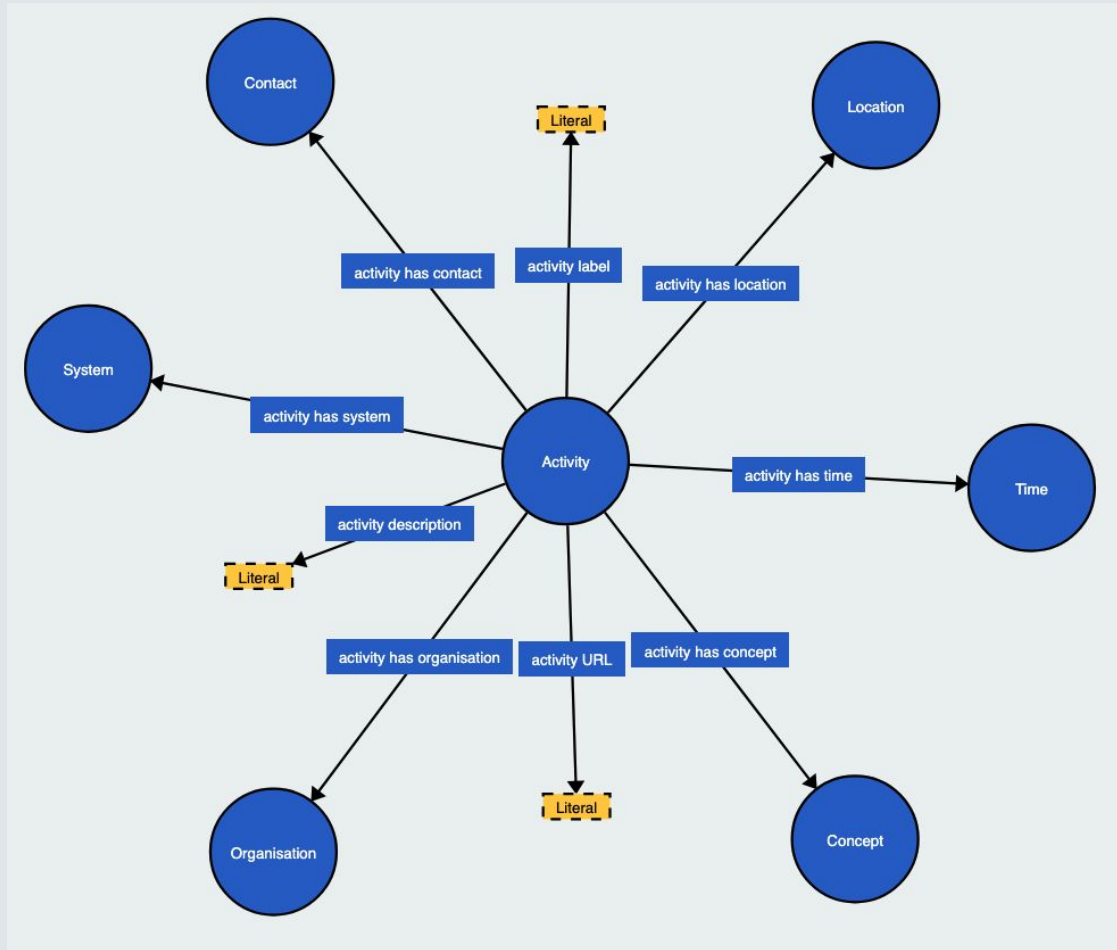 Contact
Location
Literal
activity has contact
activity label
activity has location
System
activity has system
Activity
activity has time
Time
activity description
Literal
activity has organisation
activity URL
activity has concept
Literal
Organisation
Concept